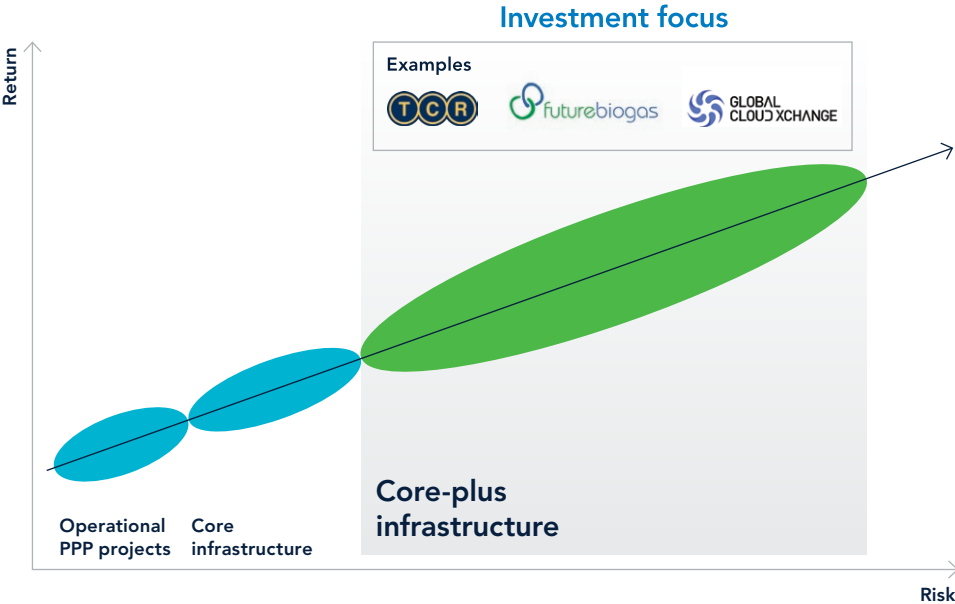 Investment focus
Return
Examples
TCR
futurebiogas
GLOBAL
CLOUD XCHANGE
Core-plus
infrastructure
Operational
PPP projects
Core
infrastructure
Risk